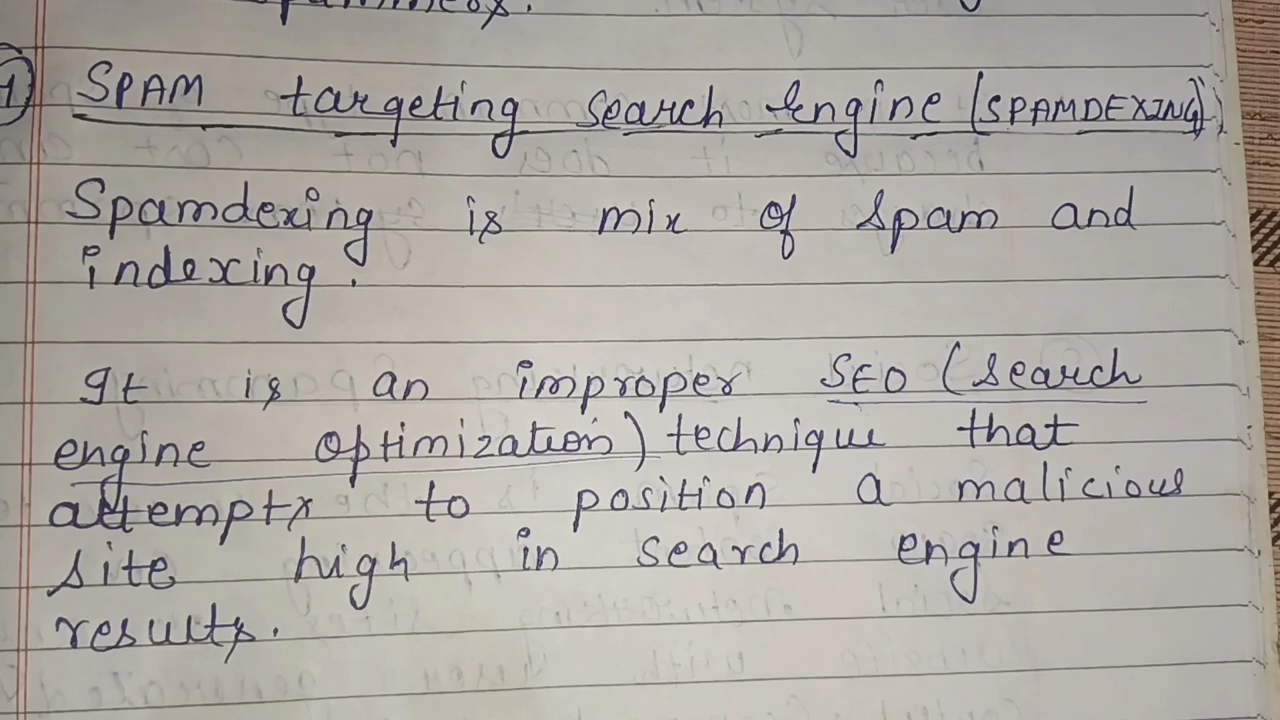 1) SPAM targeting search engine (SPAMDEXING)
Spamdexing is mix of spam and
indexing.
It is an improper SEO (search
engine optimization) technique that
attempts to position a malicious
site high in search engine
results.